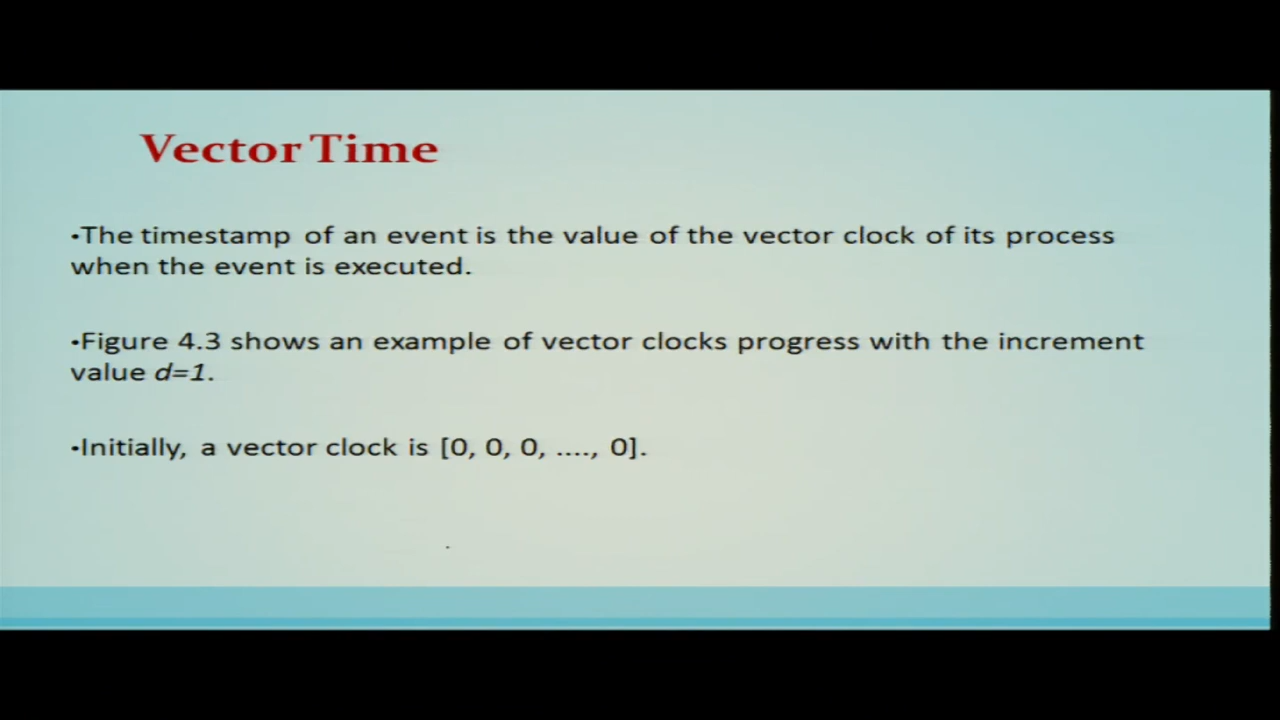 Vector Time
•The timestamp of an event is the value of the vector clock of its process
when the event is executed.
•Figure 4.3 shows an example of vector clocks progress with the increment
value d=1.
•Initially, a vector clock is [0, 0, 0, ...., 0].